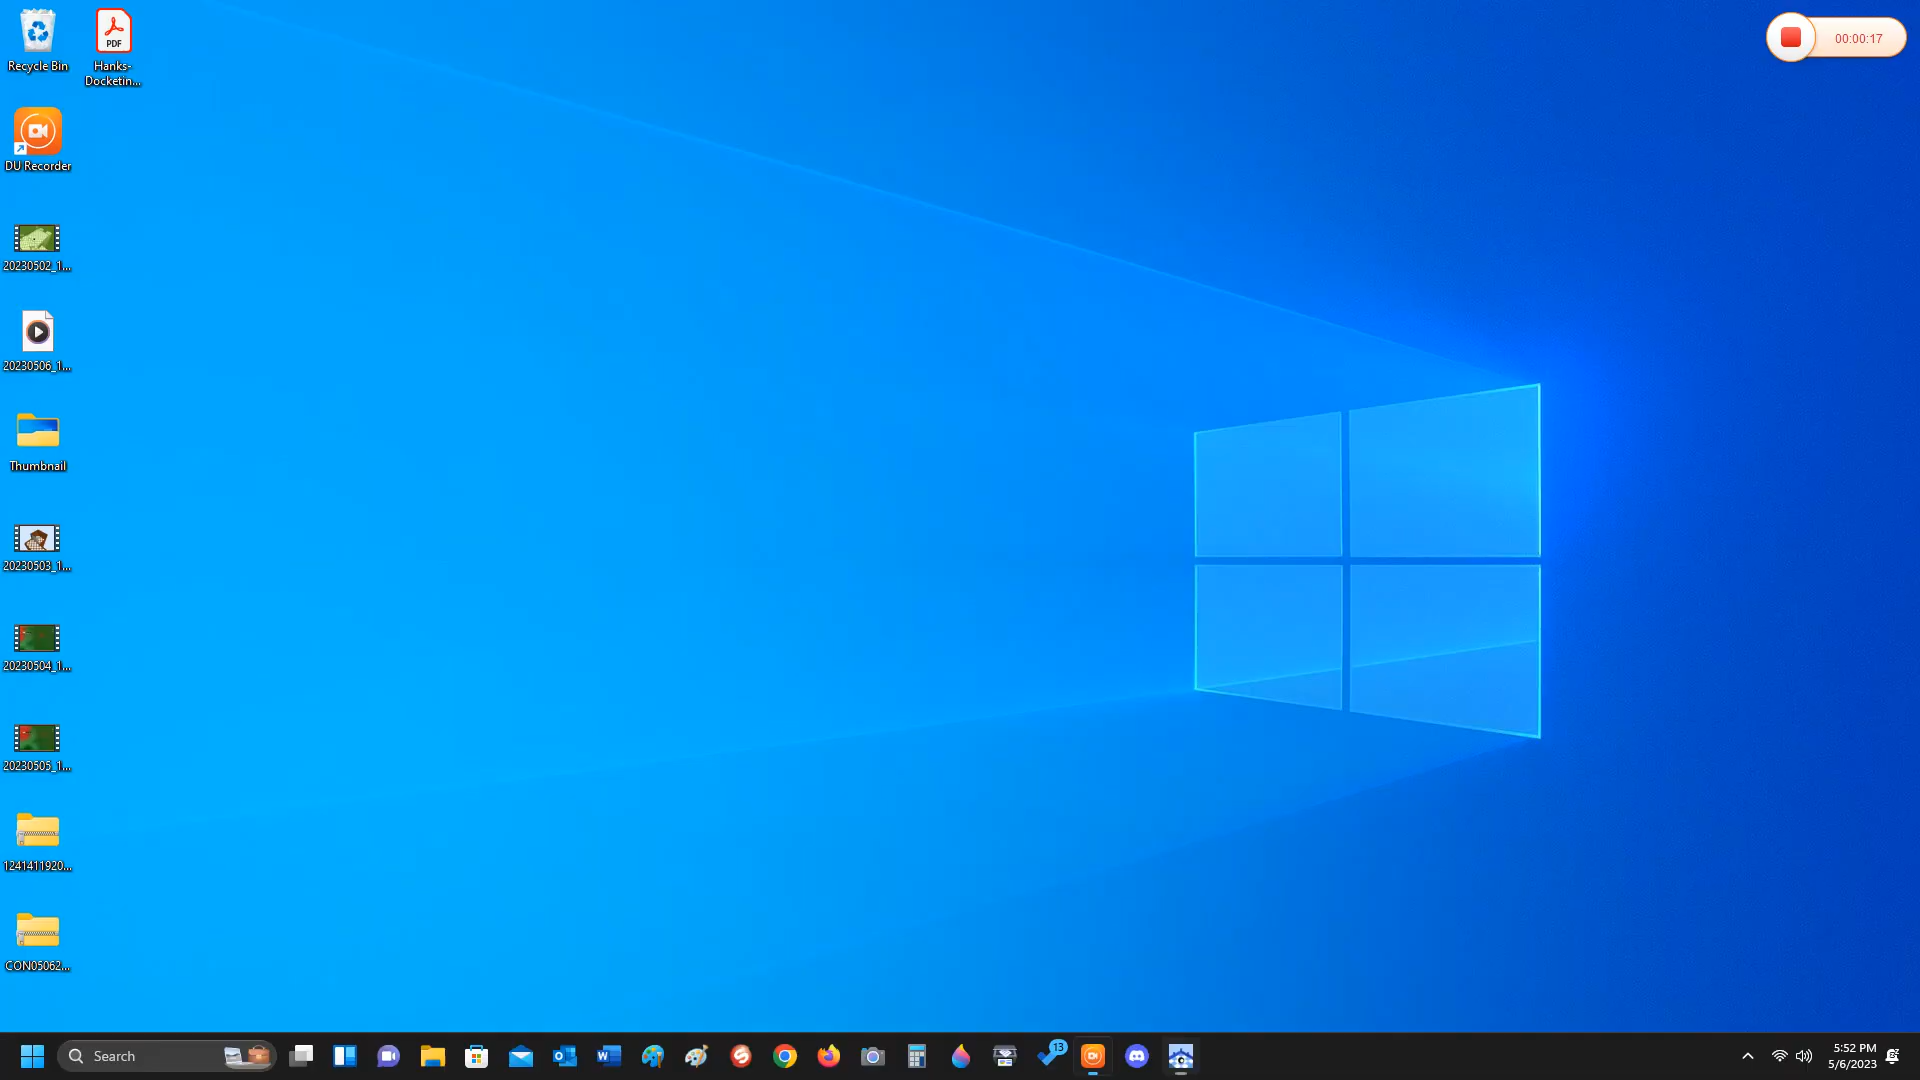 Recycle Bin
Hanks-
Docketin...
PDF
00:00:17
DU Recorder
20230502_1...
20230506_1...
Thumbnail
20230503_1...
20230504_1...
20230505_1...
1241411920...
CON05062...
Search
13
5:52 PM
5/6/2023